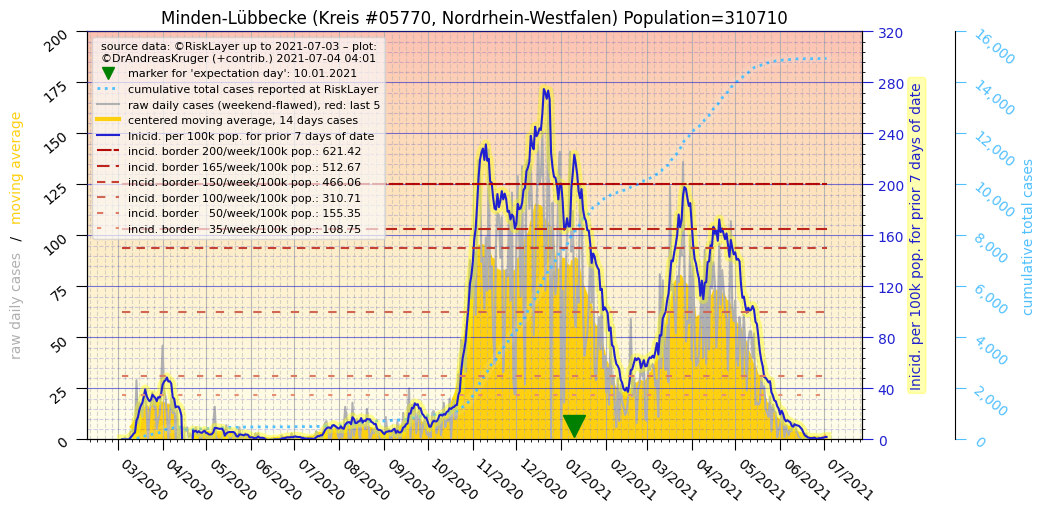 Minden-Lübbecke (Kreis #05770, Nordrhein-Westfalen) Population=310710
source data: ©RiskLayer up to 2021-07-03 – plot:
©DrAndreasKruger (+contrib.) 2021-07-04 04:01
marker for 'expectation day': 10.01.2021
cumulative total cases reported at RiskLayer
raw daily cases (weekend-flawed), red: last 5
centered moving average, 14 days cases
Inicid. per 100k pop. for prior 7 days of date
incid. border 200/week/100k pop.: 621.42
incid. border 165/week/100k pop.: 512.67
incid. border 150/week/100k pop.: 466.06
incid. border 100/week/100k pop.: 310.71
incid. border   50/week/100k pop.: 155.35
incid. border   35/week/100k pop.: 108.75
raw daily cases / moving average
200
175
150
125
100
75
50
25
0
320
280
240
200
160
120
80
40
0
Inicid. per 100k pop. for prior 7 days of date
16,000
14,000
12,000
10,000
8,000
6,000
4,000
2,000
0
cumulative total cases
03/2020
04/2020
05/2020
06/2020
07/2020
08/2020
09/2020
10/2020
11/2020
12/2020
01/2021
02/2021
03/2021
04/2021
05/2021
06/2021
07/2021